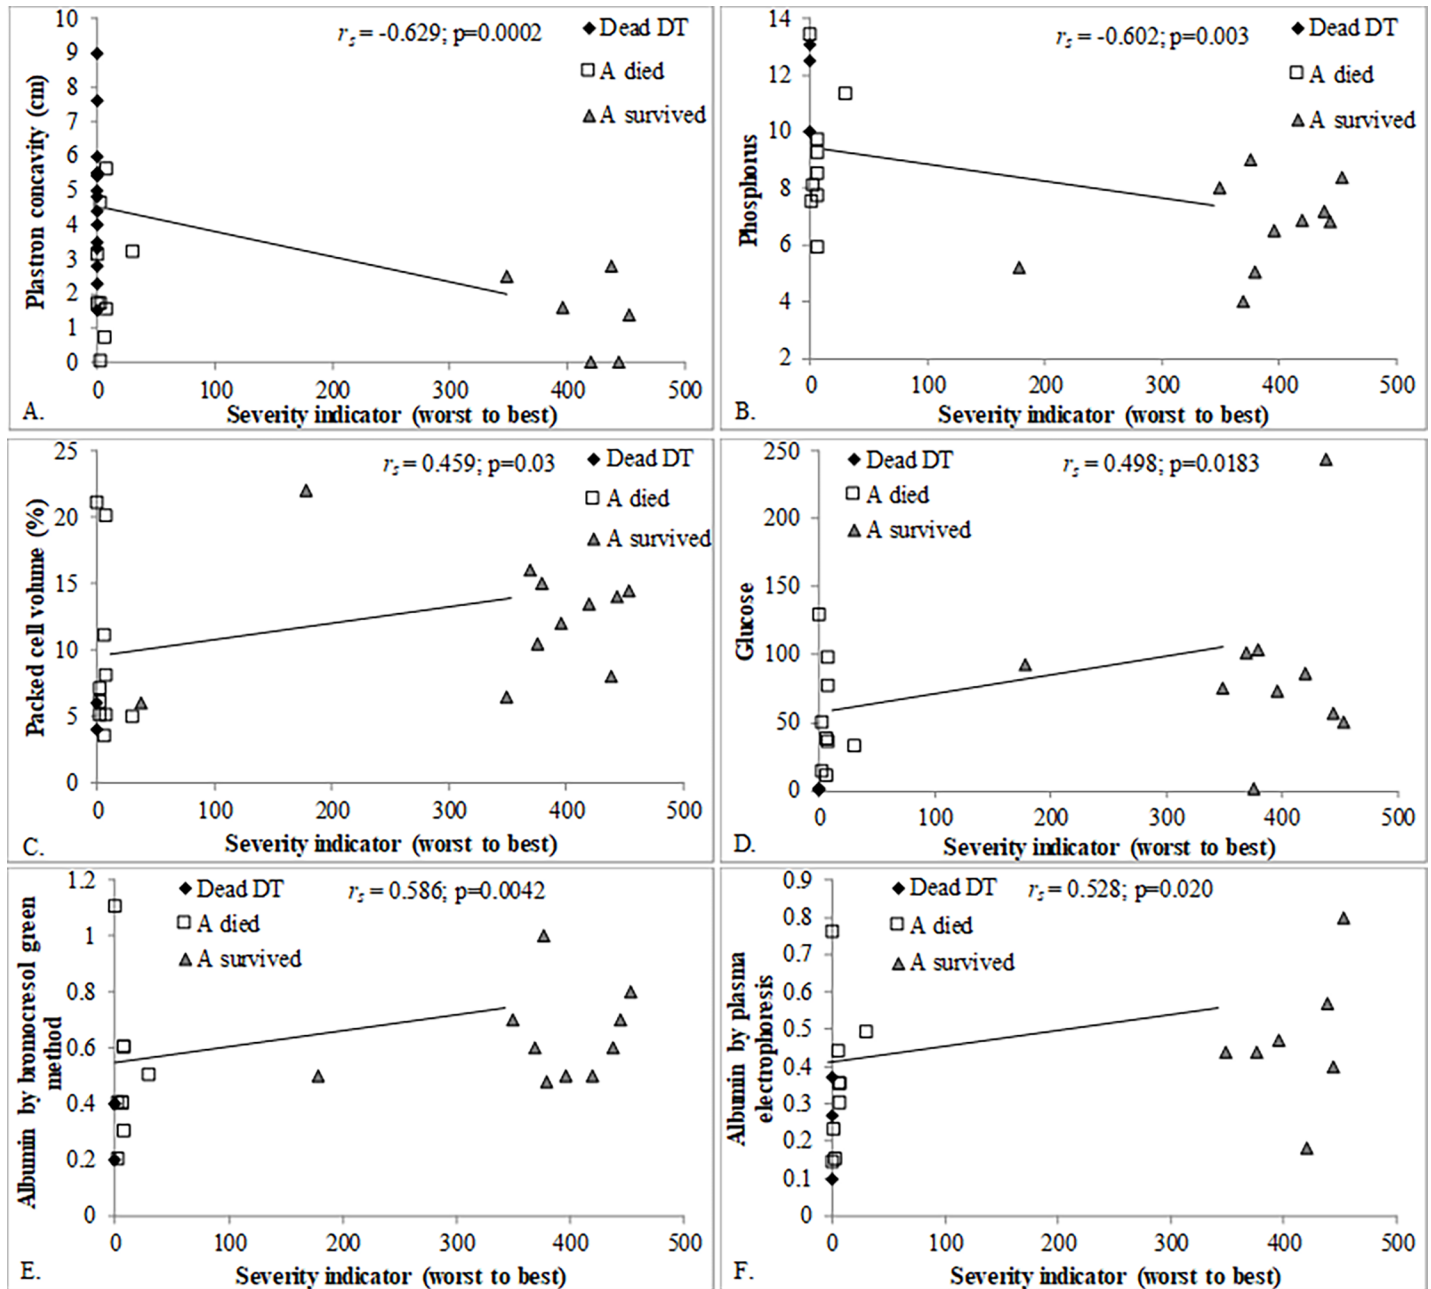 10
9
8
7
6
5
4
3
2
1
0
Plastron concavity (cm)
rs = -0.629; p=0.0002
Dead DT
A died
A survived
0 100 200 300 400 500
Severity indicator (worst to best)
A.
14
12
10
8
6
4
2
Phosphorus
rs = -0.602; p=0.003
Dead DT
A died
A survived
0 100 200 300 400 500
Severity indicator (worst to best)
B.
25
20
15
10
5
0
Packed cell volume (%)
rs = 0.459; p=0.03
Dead DT
A died
A survived
0 100 200 300 400 500
Severity indicator (worst to best)
C.
250
200
150
100
50
0
Glucose
Dead DT
A died
A survived
rs = 0.498; p=0.0183
0 100 200 300 400 500
Severity indicator (worst to best)
D.
1.2
1
0.8
0.6
0.4
0.2
0
Albumin by bromocresol green
method
Dead DT
A died
A survived
rs = 0.586; p=0.0042
0 100 200 300 400 500
Severity indicator (worst to best)
E.
0.9
0.8
0.7
0.6
0.5
0.4
0.3
0.2
0.1
0
Albumin by plasma
electrophoresis
Dead DT
A died
A survived
rs = 0.528; p=0.020
0 100 200 300 400 500
Severity indicator (worst to best)
F.